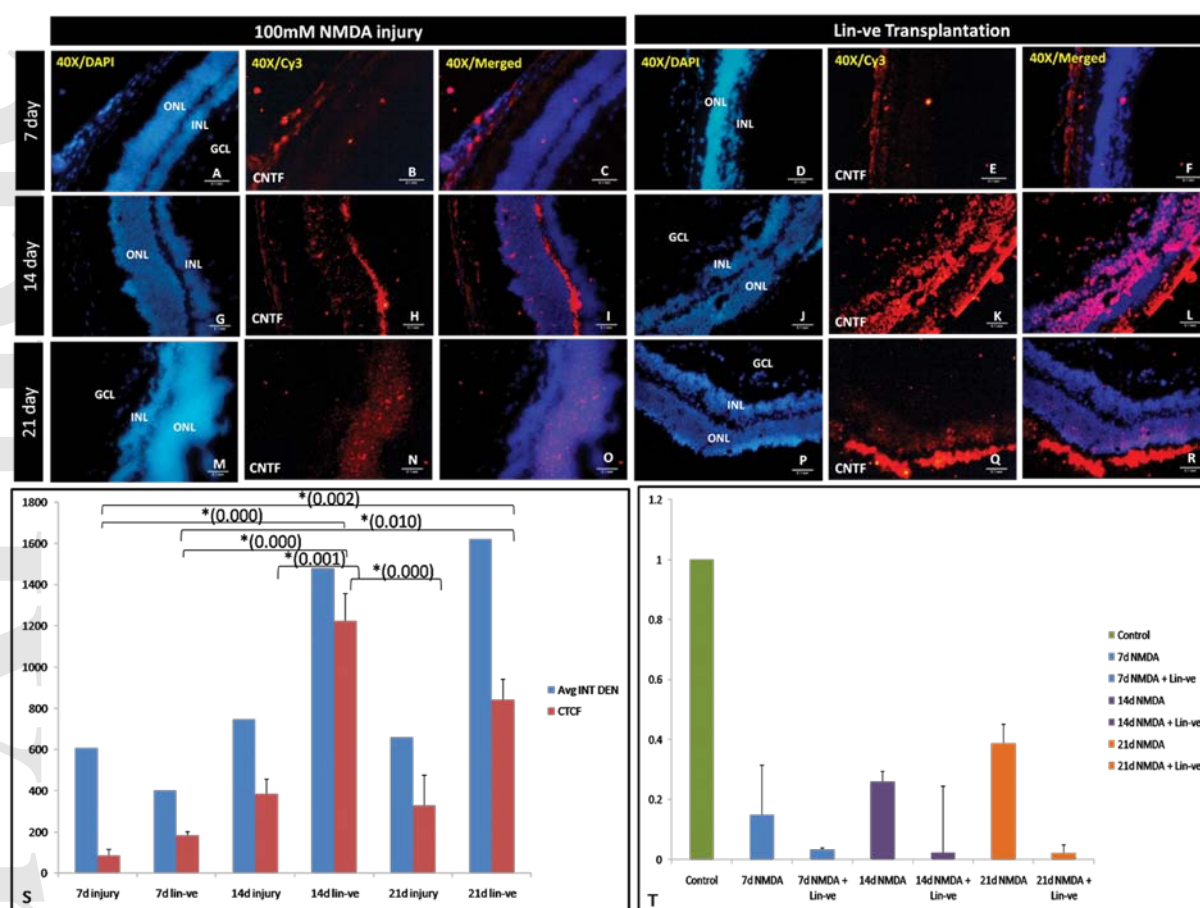 100mM NMDA injury
Lin-ve Transplantation
7 day
40X/DAPI
ONL
INL
GCL
A
40X/Cy3
B
40X/Merged
C
40X/DAPI
ONL
INL
D
40X/Cy3
CNTF
E
40X/Merged
F
14 day
ONL
INL
G
CNTF
H
I
GCL
INL
ONL
J
CNTF
K
L
21 day
GCL
INL
ONL
M
CNTF
N
O
GCL
INL
ONL
P
CNTF
Q
R
1800
1600
1400
1200
1000
800
600
400
200
0
*(0.002)
*(0.000)
*(0.010)
*(0.000)
*(0.001)
*(0.000)
7d injury
7d lin-ve
14d injury
14d lin-ve
21d injury
21d lin-ve
Avg INT DEN
CTCF
S
1.2
1
0.8
0.6
0.4
0.2
0
Control
7d NMDA
7d NMDA + Lin-ve
14d NMDA
14d NMDA + Lin-ve
21d NMDA
21d NMDA + Lin-ve
Control
7d NMDA
7d NMDA + Lin-ve
14d NMDA
14d NMDA + Lin-ve
21d NMDA
21d NMDA + Lin-ve
T